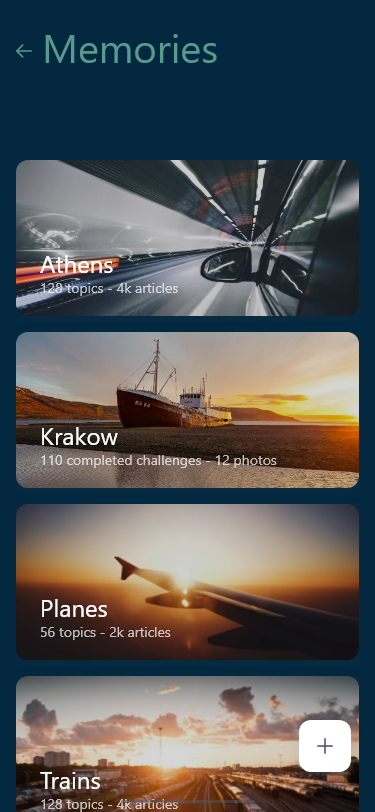 Memories
Athens
128 topics - 4k articles
Krakow
110 completed challenges - 12 photos
Planes
56 topics - 2k articles
Trains
128 topics - 4k articles